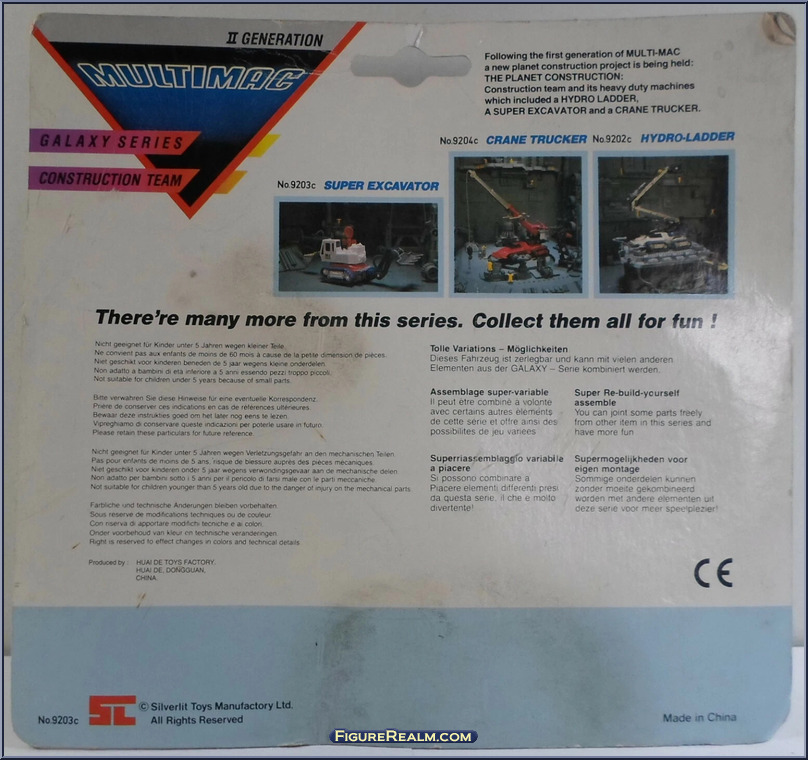 II GENERATION
MULTIMAC
GALAXY SERIES
CONSTRUCTION TEAM
Following the first generation of MULTI-MAC
a new planet construction project is being held:
THE PLANET CONSTRUCTION:
Construction team and its heavy duty machines
which included a HYDRO LADDER,
A SUPER EXCAVATOR and a CRANE TRUCKER.
No.9203c SUPER EXCAVATOR
No.9204c CRANE TRUCKER
No.9202c HYDRO-LADDER
There're many more from this series. Collect them all for fun !
Nicht geeignet für Kinder unter 5 Jahren wegen kleiner Teile.
Ne convient pas aux enfants de moins de 60 mois à cause de la petite dimension de pièces.
Niet geschikt voor kinderen beneden de 5 jaar wegens kleine onderdelen.
Non adatto a bambini di eta inferiore a 5 anni essendo pezzi troppo piccoli.
Not suitable for children under 5 years because of small parts.
Bitte verwahren Sie diese Hinweise für eine eventuelle Korrespondenz.
Prière de conserver ces indications en cas de références ultérieures.
Bewaar deze instrukties goed om het later nog eens te lezen.
Vipreghiamo di conservare queste indicazioni per poterle usare in futuro.
Please retain these particulars for future reference.
Nicht geeignet für Kinder unter 5 Jahren wegen Verletzungsgefahr an den mechanischen Teilen.
Pas pour enfants de moins de 5 ans, risque de blessure auprès des pièces mécaniques.
Niet geschikt voor kinderen onder 5 jaar wegens verwondingsgevaar aan de mechanische delen.
Non adatto per bambini sotto i 5 anni per il pericolo di farsi male con le parti meccaniche.
Not suitable for children younger than 5 years old due to the danger of injury on the mechanical parts.
Farbliche und technische Änderungen bleiben vorbehalten
Sous reserve de modifications techniques ou de couleur.
Con riserva di apportare modifichi tecniche e ai colori.
Onder voorbehoud van kleur en technische veranderingen.
Right is reserved to effect changes in colors and technical details.
Produced by : HUAI DE TOYS FACTORY.
HUAI DE, DONGGUAN,
CHINA.
Tolle Variations – Möglichkeiten
Dieses Fahrzeug ist zerlegbar und kann mit vielen anderen
Elementen aus der GALAXY – Serie kombiniert werden.
Assemblage super-variable
Il peut être combiné à volonté
avec certains autres élements
de cette série et offre ainsi des
possibilites de jeu variées
Super Re-build-yourself
assemble
You can joint some parts freely
from other item in this series and
have more fun
Superriassemblaggio variabile
a piacere
Si possono combinare a
Piacere elementi differenti presi
da questa serie, il che e molto
divertente!
Supermogelijkheden voor
eigen montage
Sommige onderdelen kunnen
zonder moeite gekombineerd
worden met andere elementen uit
deze serie voor meer speelplezier!
CE
No.9203c
SL
© Silverlit Toys Manufactory Ltd.
All Rights Reserved
Made in China
FIGUREREALM.COM